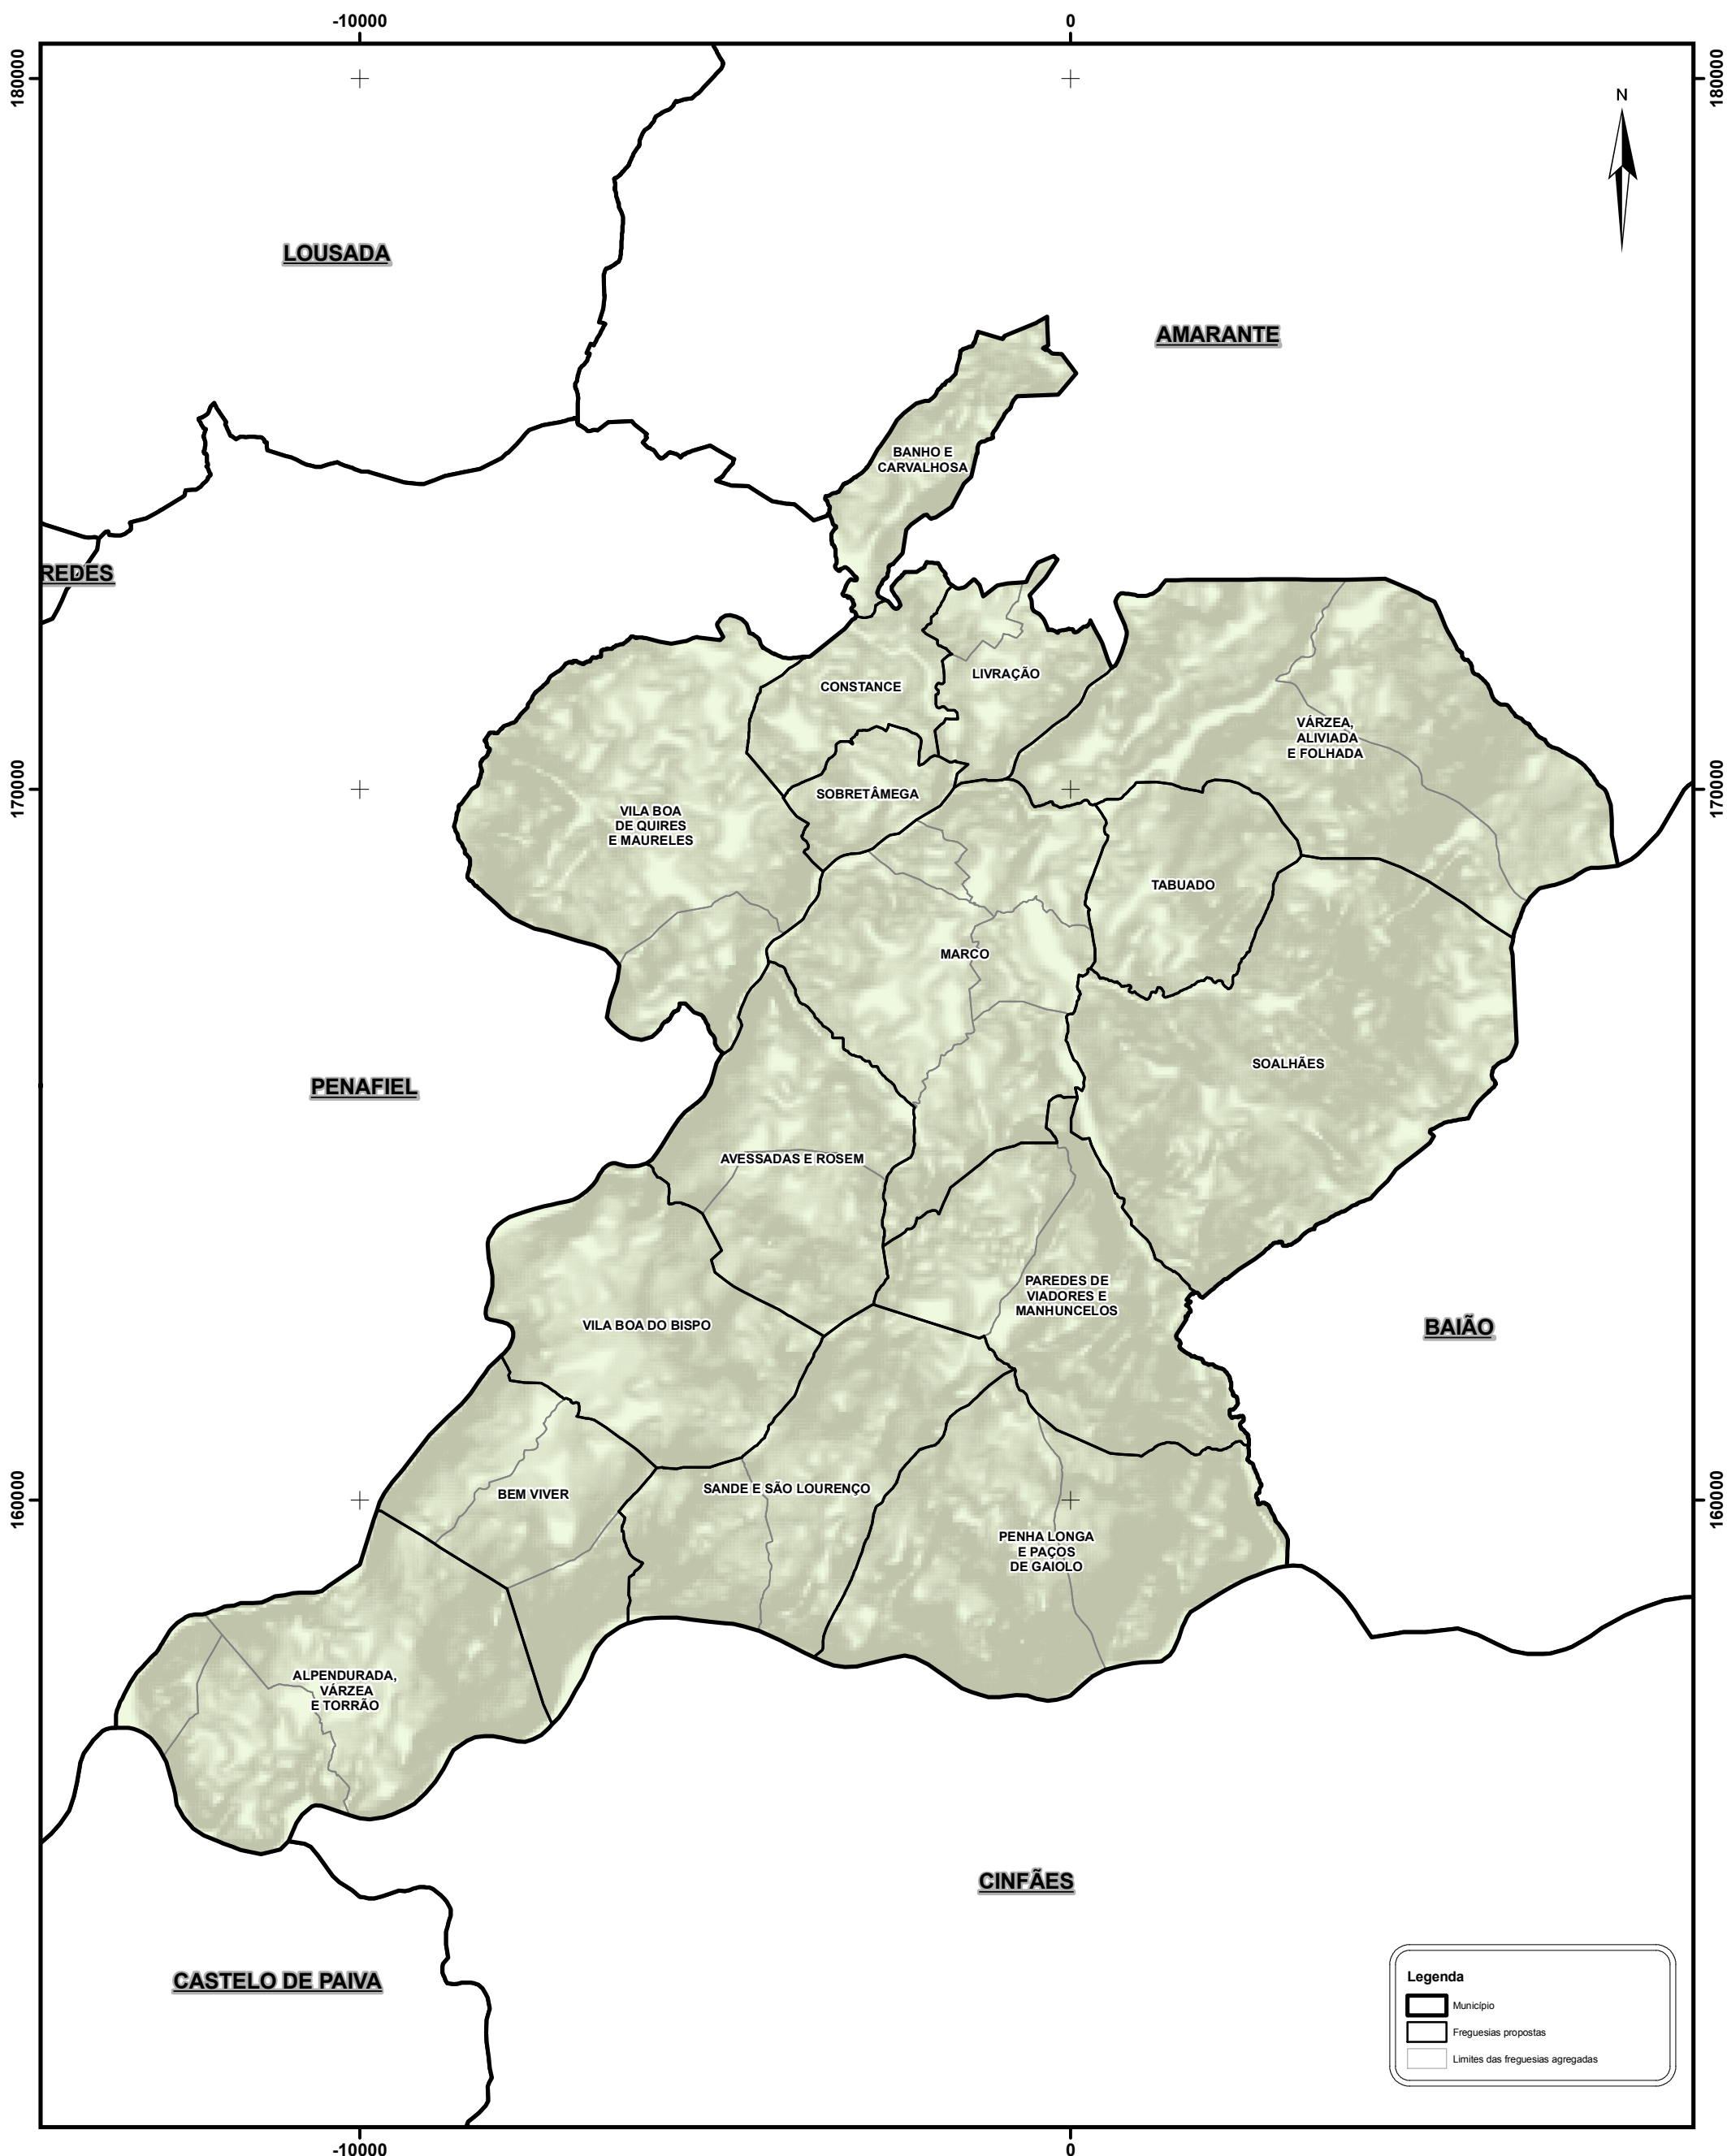 -10000
0
180000
180000
N
LOUSADA
AMARANTE
BANHO E
CARVALHOSA
REDES
LIVRAÇÃO
CONSTANCE
VÁRZEA,
ALIVIADA
E FOLHADA
170000
170000
SOBRETÂMEGA
VILA BOA
DE QUIRES
E MAURELES
TABUADO
MARCO
SOALHÃES
PENAFIEL
AVESSADAS E ROSEM
PAREDES DE
VIADORES E
MANHUNCELOS
VILA BOA DO BISPO
BAIÃO
SANDE E SÃO LOURENÇO
BEM VIVER
160000
160000
PENHA LONGA
E PAÇOS
DE GAIOLO
ALPENDURADA,
VÁRZEA
E TORRÃO
CINFÃES
CASTELO DE PAIVA
Legenda
Município
Freguesias propostas
Limites das freguesias agregadas
-10000
0